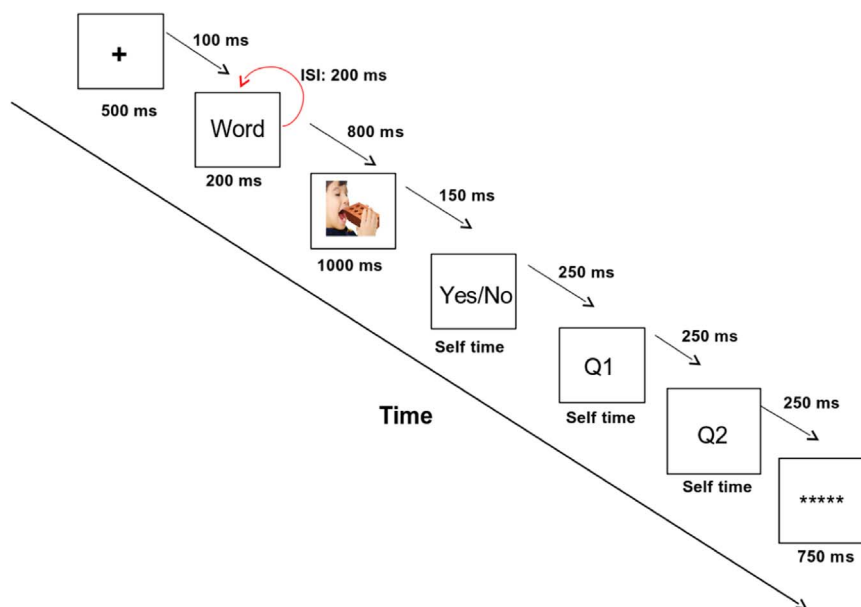 +
100 ms
500 ms
ISI: 200 ms
Word
200 ms
800 ms
1000 ms
150 ms
Yes/No
Self time
250 ms
Q1
Self time
250 ms
Q2
Self time
250 ms
*****
750 ms
Time